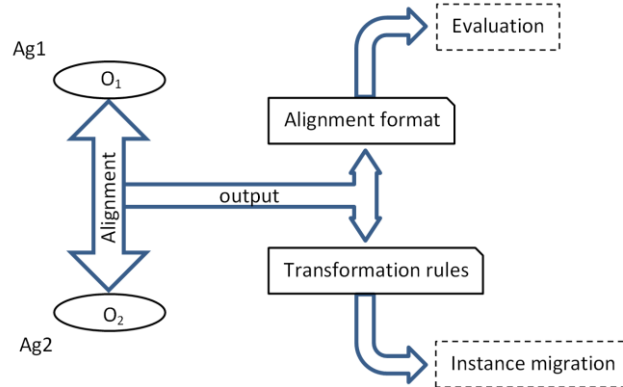 Evaluation
Ag1
O₁
Alignment format
Alignment
output
Transformation rules
O₂
Ag2
Instance migration